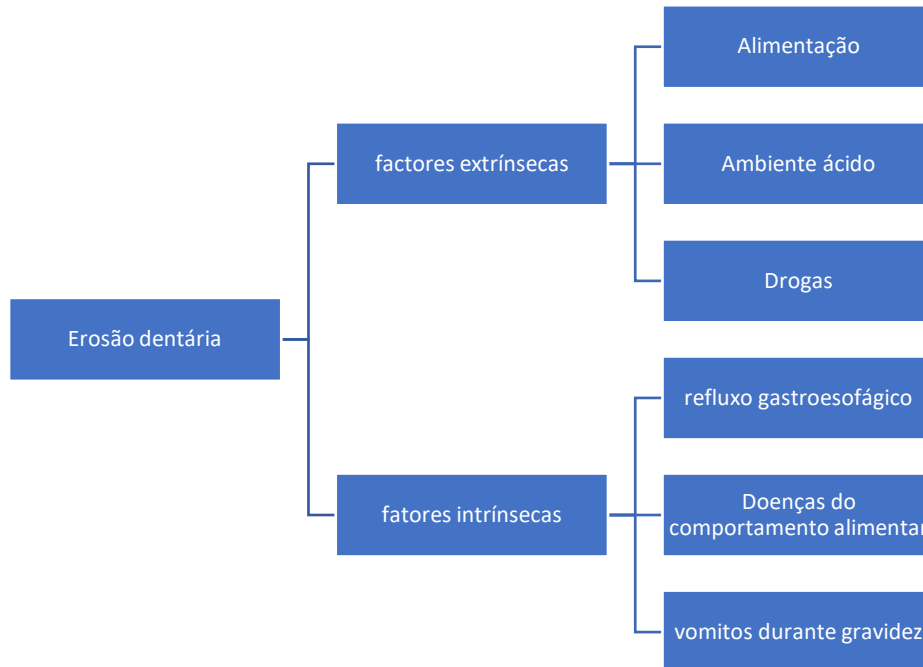 Erosão dentária
factores extrínsecas
Alimentação
Ambiente ácido
Drogas
fatores intrínsecas
refluxo gastroesofágico
Doenças do
comportamento alimentar
vomitos durante gravidez